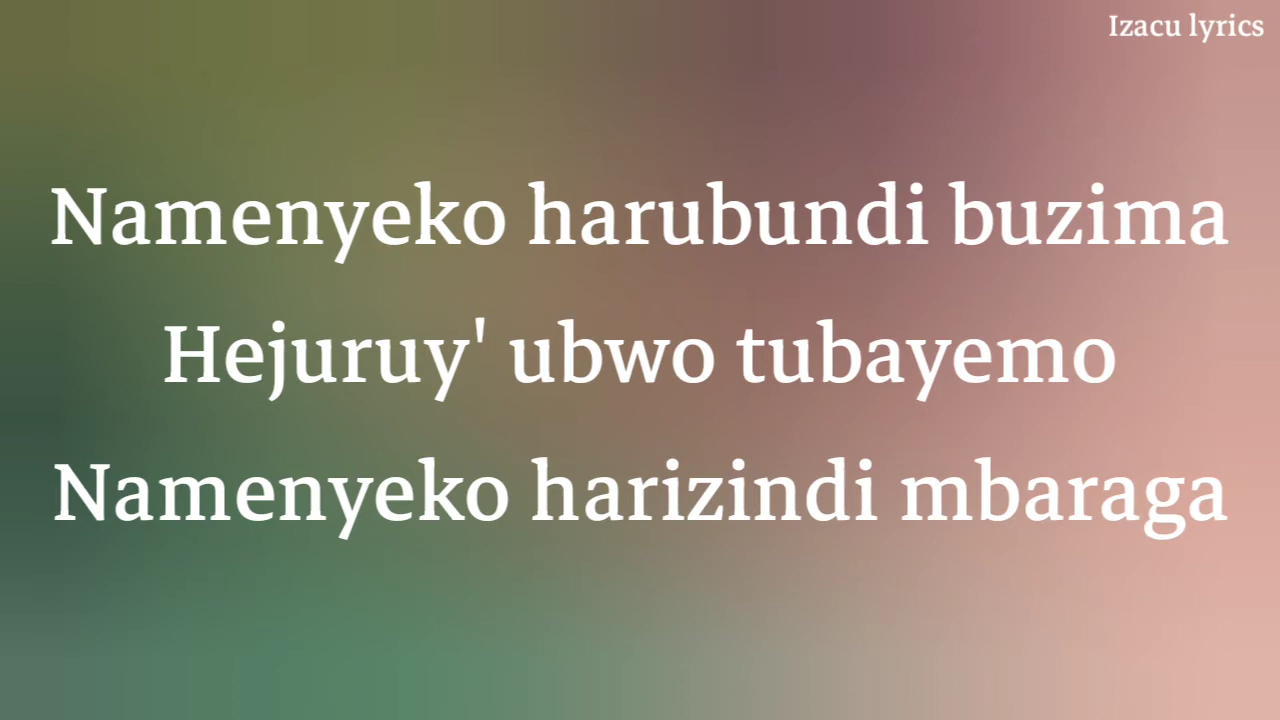 Izacu lyrics
Namenyeko harubundi buzima
Hejuruy' ubwo tubayemo
Namenyeko harizindi mbaraga